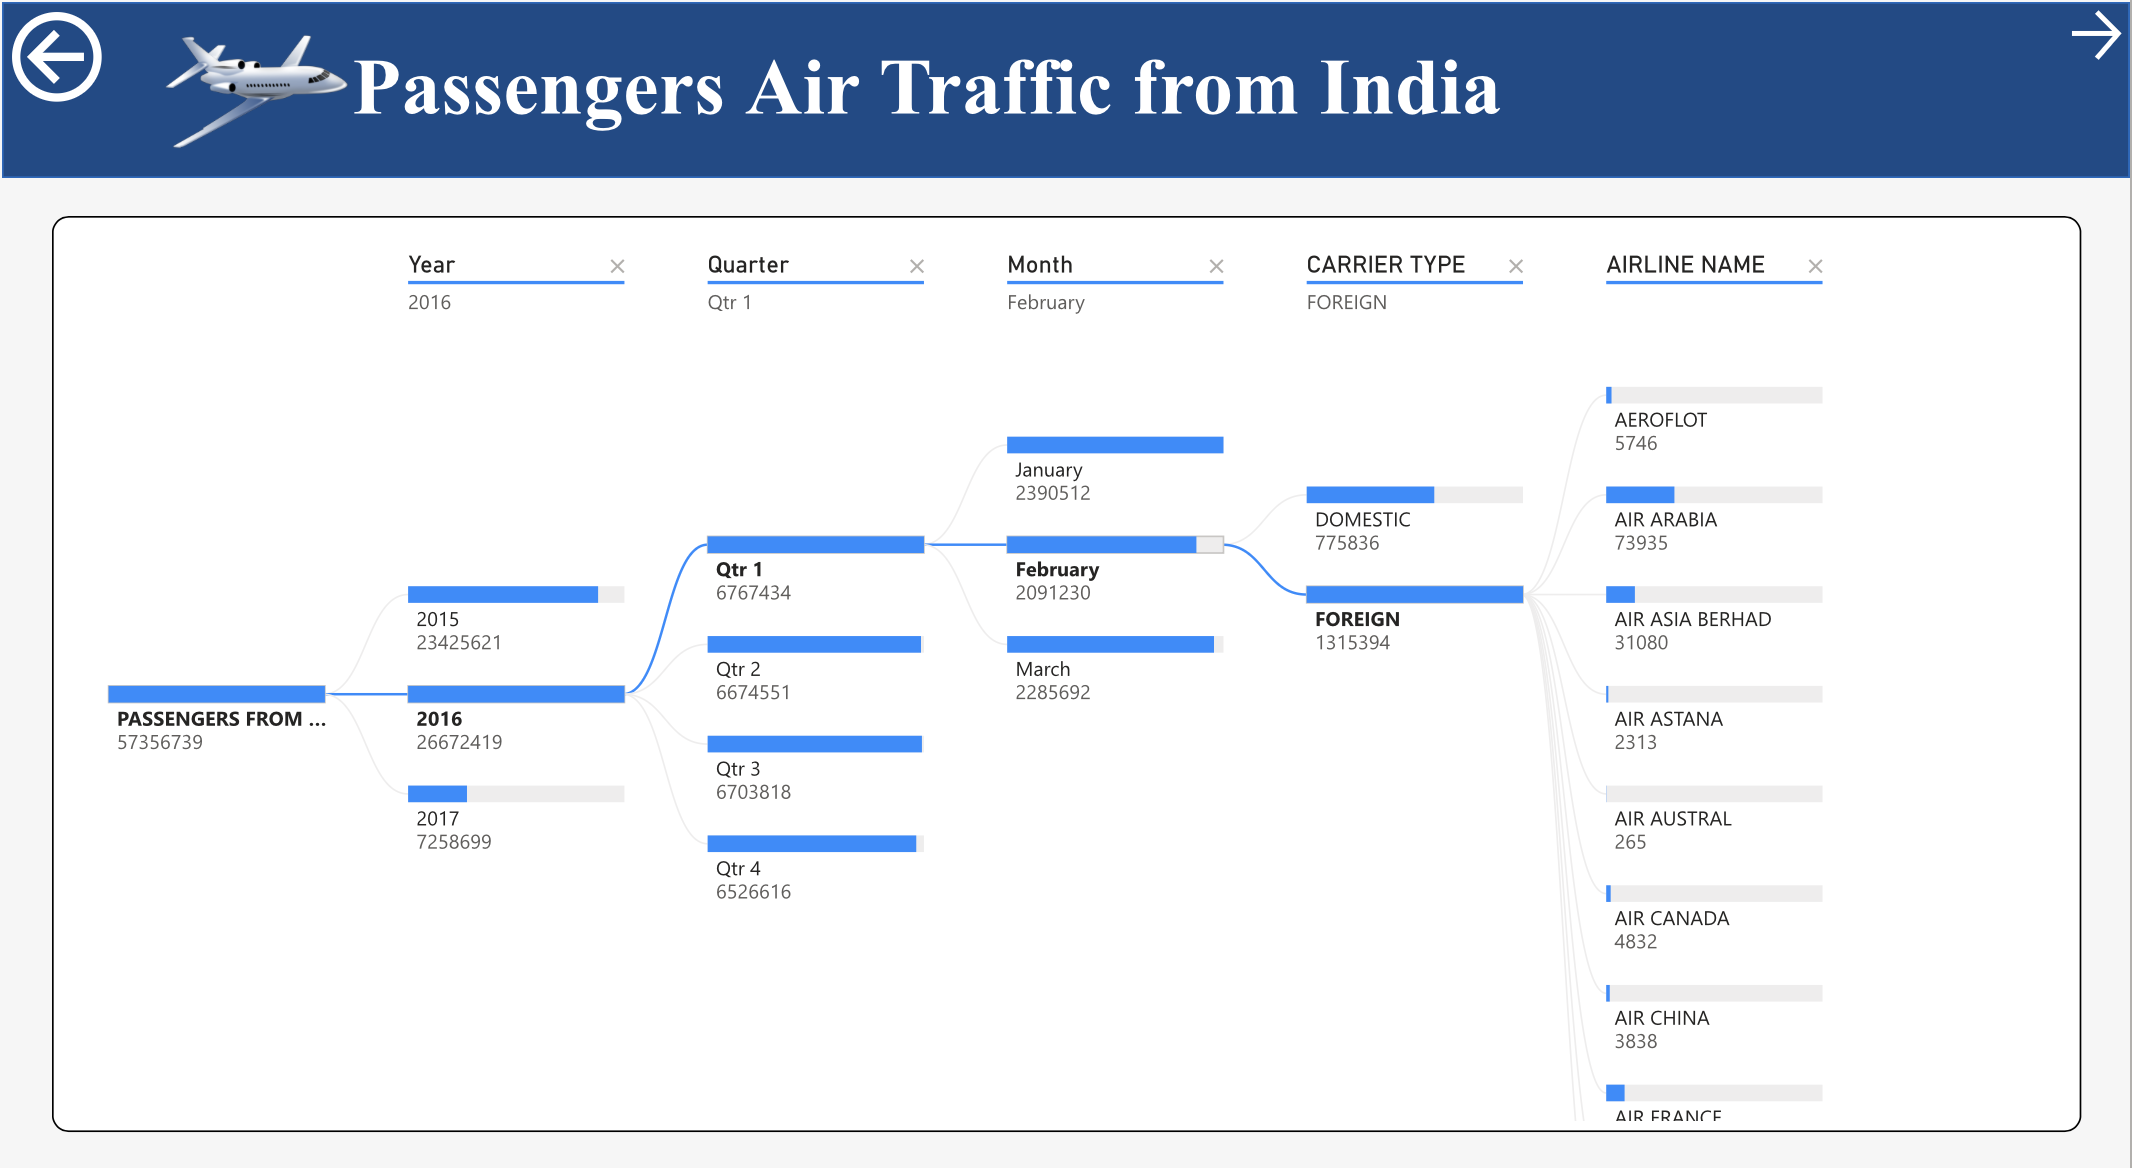 Passengers Air Traffic from India
Year
2016
Quarter
Qtr 1
Month
February
CARRIER TYPE
FOREIGN
AIRLINE NAME
PASSENGERS FROM ...
57356739
2015
23425621
2016
26672419
2017
7258699
Qtr 1
6767434
Qtr 2
6674551
Qtr 3
6703818
Qtr 4
6526616
January
2390512
February
2091230
March
2285692
DOMESTIC
775836
FOREIGN
1315394
AEROFLOT
5746
AIR ARABIA
73935
AIR ASIA BERHAD
31080
AIR ASTANA
2313
AIR AUSTRAL
265
AIR CANADA
4832
AIR CHINA
3838
AIR FRANCE